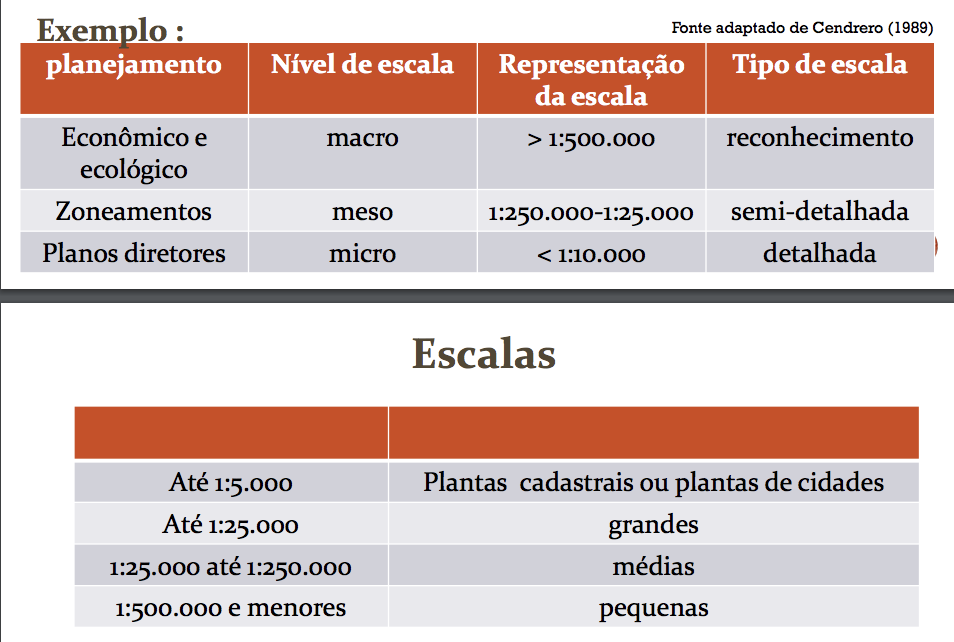 Exemplo :
Fonte adaptado de Cendrero (1989)
planejamento Nível de escala Representação da escala Tipo de escala
Econômico e ecológico macro > 1:500.000 reconhecimento
Zoneamentos meso 1:250.000-1:25.000 semi-detalhada
Planos diretores micro < 1:10.000 detalhada
Escalas
Até 1:5.000 Plantas cadastrais ou plantas de cidades
Até 1:25.000 grandes
1:25.000 até 1:250.000 médias
1:500.000 e menores pequenas